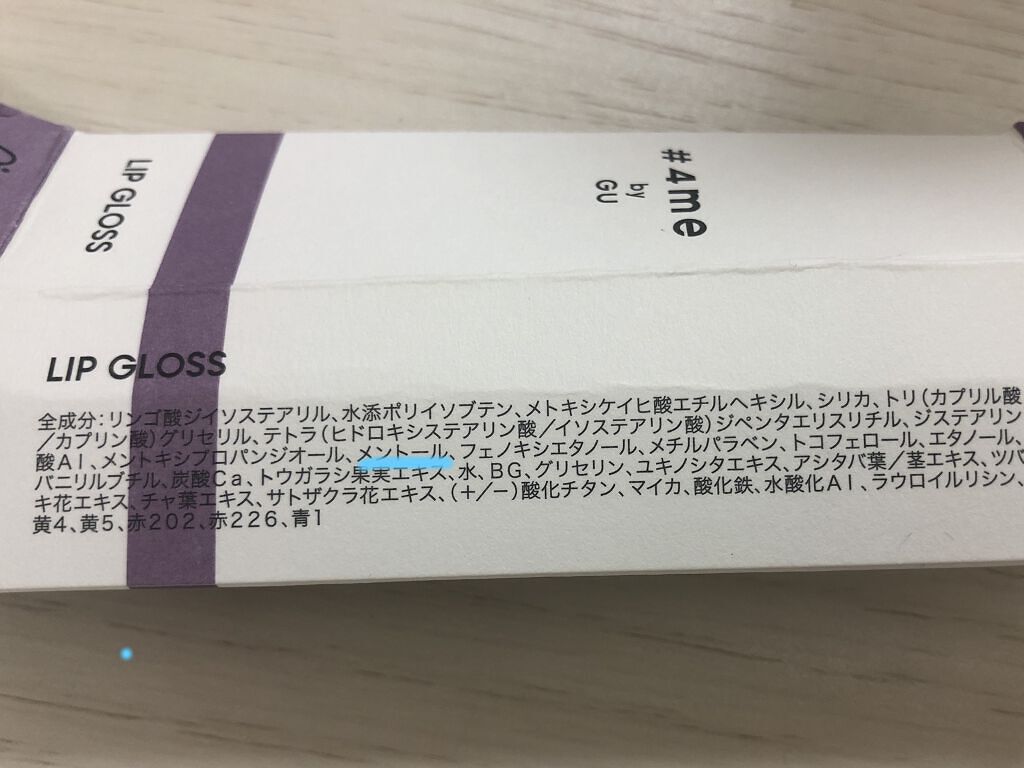 LIP GLOSS
#4me
by
GU
LIP GLOSS
全成分:リンゴ酸ジイソステアリル、水添ポリイソブテン、メトキシケイヒ酸エチルヘキシル、シリカ、トリ(カプリル酸
/カプリン酸)グリセリル、テトラ(ヒドロキシステアリン酸/イソステアリン酸)ジペンタエリスリチル、ジステアリン
酸Al、メントキシプロパンジオール、メントール、フェノキシエタノール、メチルパラベン、トコフェロール、エタノール、
バニリルブチル、炭酸Ca、トウガラシ果実エキス、水、BG、グリセリン、ユキノシタエキス、アシタバ葉/茎エキス、ツバ
キ花エキス、チャ葉エキス、サトザクラ花エキス、(+/-)酸化チタン、マイカ、酸化鉄、水酸化Al、ラウロイルリシン、
黄4、黄5、赤202、赤226、青1